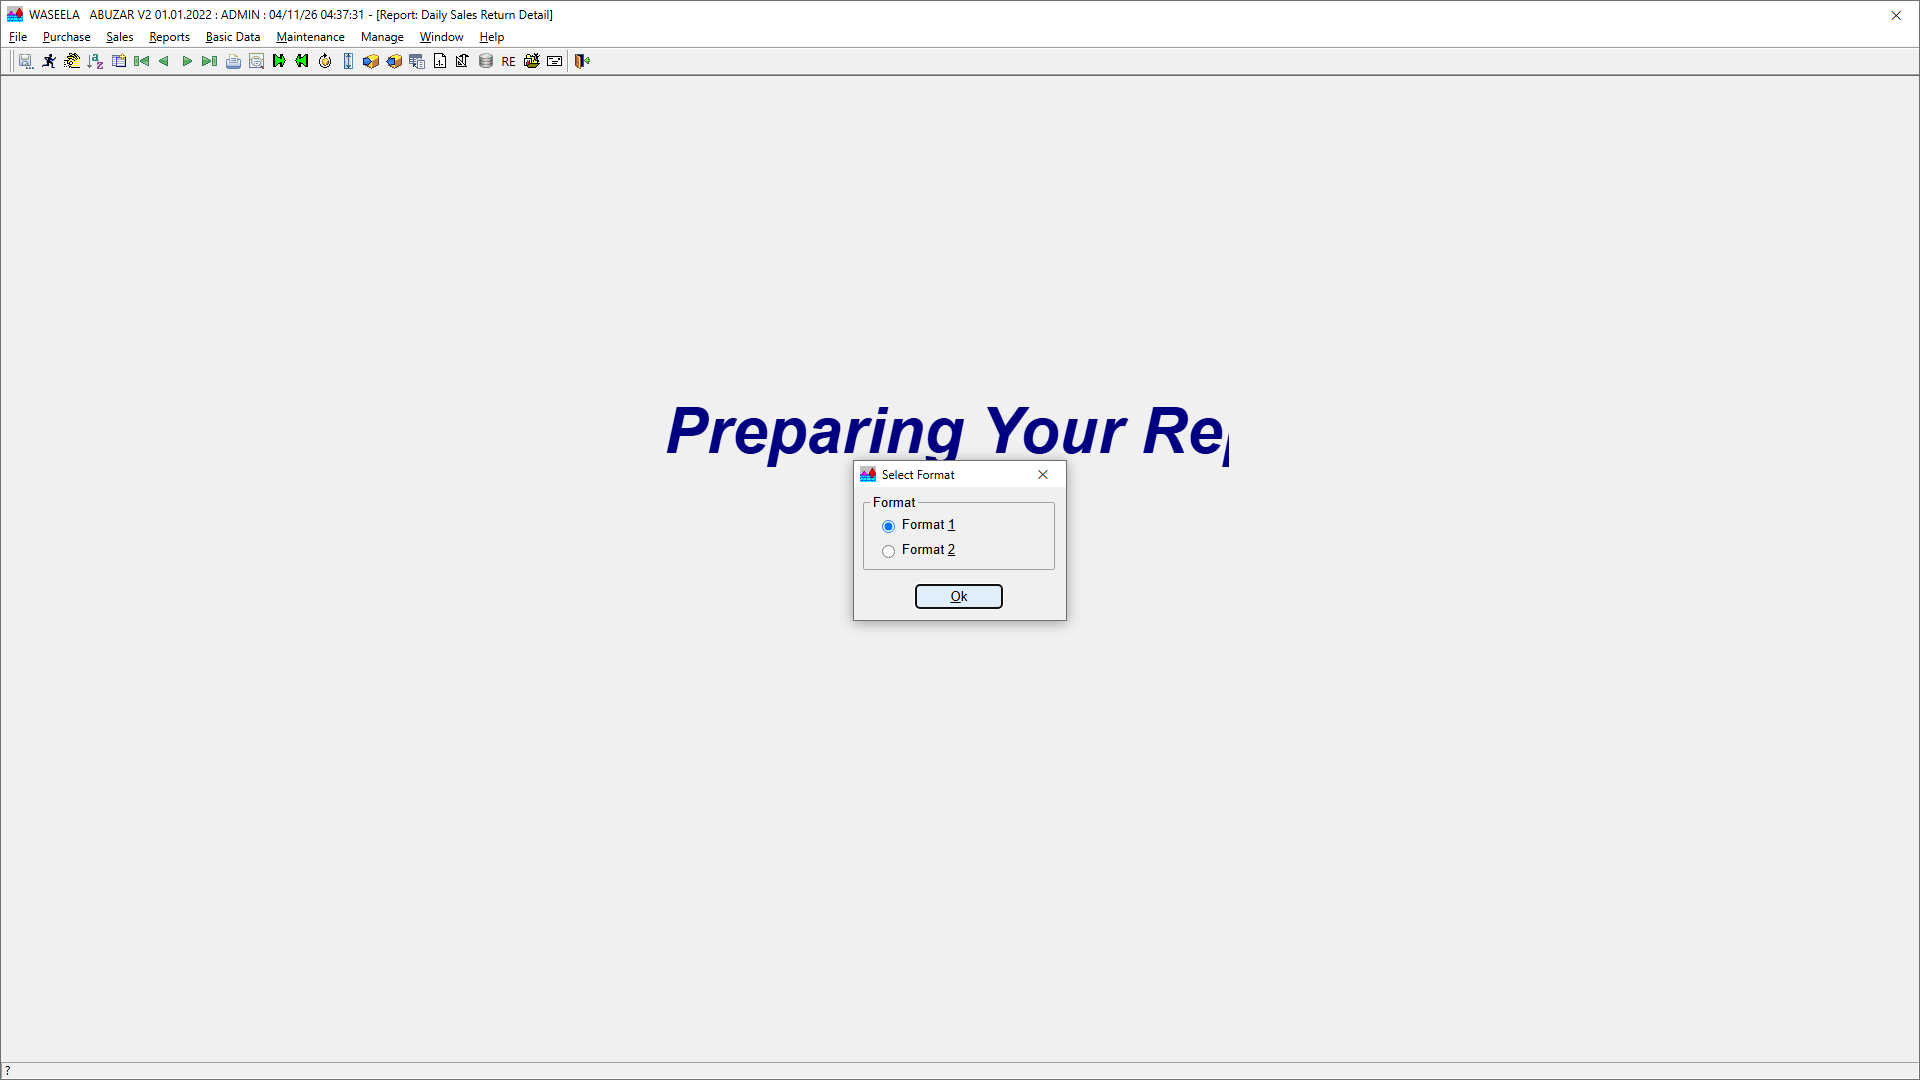 WASEELA ABUZAR V2 01.01.2022 : ADMIN : 04/11/26 04:37:31 - [Report: Daily Sales Return Detail]
File Purchase Sales Reports Basic Data Maintenance Manage Window Help
RE
Preparing Your Rep
Select Format
Format
Format 1
Format 2
Ok
?